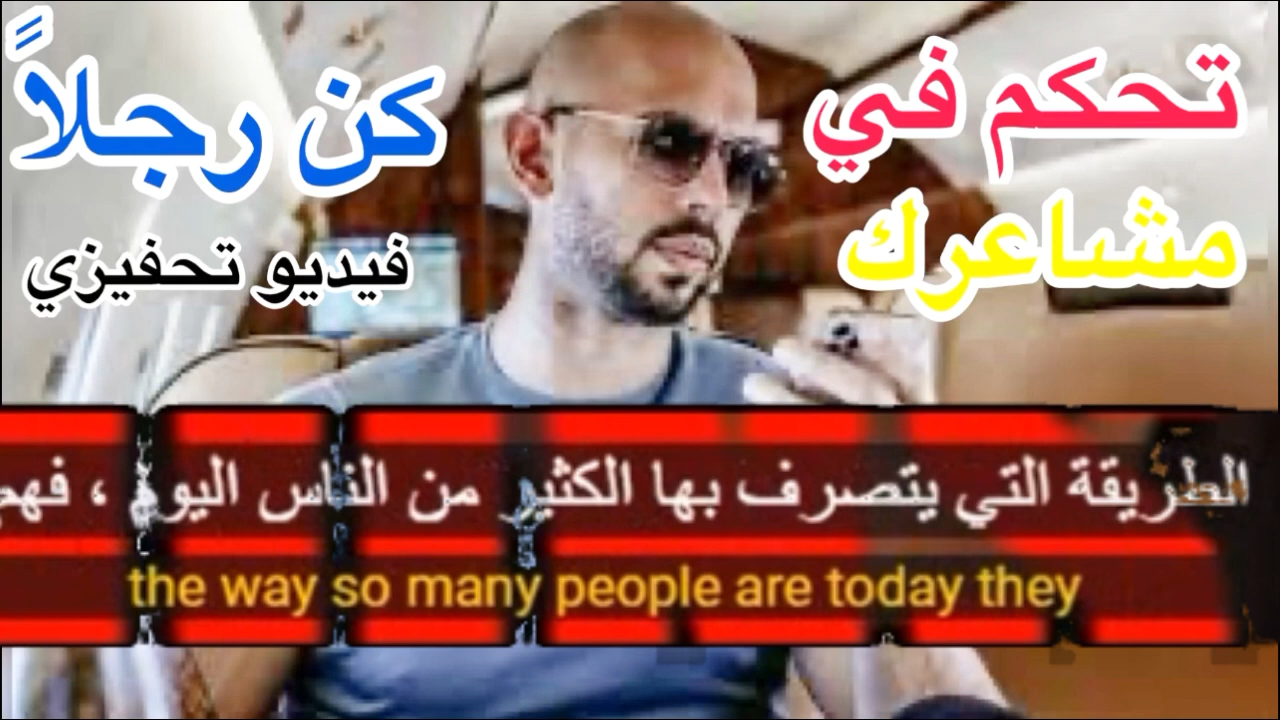 تحكم في
مشاعرك
كن رجلاً
فيديو تحفيزي
الطريقة التي يتصرف بها الكثير من الناس اليوم ، فهم
the way so many people are today they